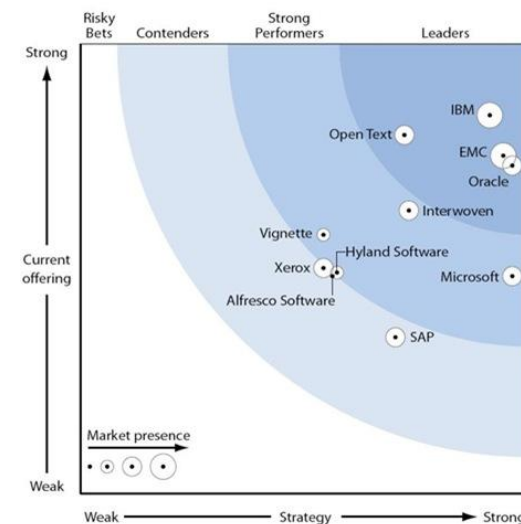 Risky
Bets
Contenders
Strong
Performers
Leaders
Strong
IBM
Open Text
EMC
Oracle
Interwoven
Vignette
Hyland Software
Current
offering
Xerox
Microsoft
Alfresco Software
SAP
Market presence
Weak
Weak
Strategy
Strong